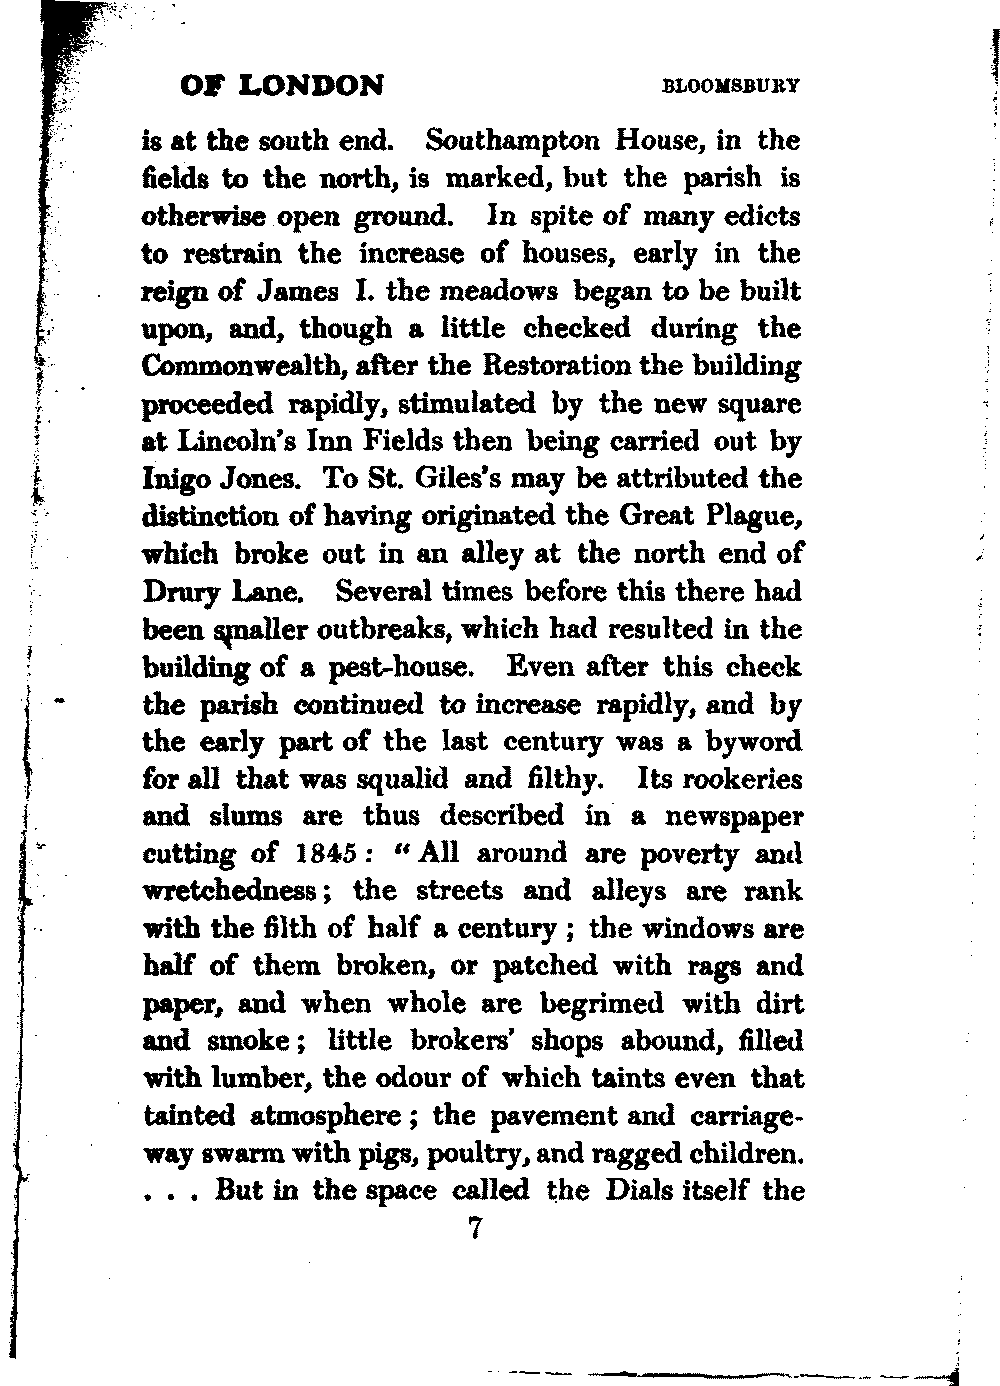 OF LONDON BLOOMSBURY
is at the south end. Southampton House, in the
fields to the north, is marked, but the parish is
otherwise open ground. In spite of many edicts
to restrain the increase of houses, early in the
reign of James I. the meadows began to be built
upon, and, though a little checked during the
Commonwealth, after the Restoration the building
proceeded rapidly, stimulated by the new square
at Lincoln's Inn Fields then being carried out by
Inigo Jones. To St. Giles's may be attributed the
distinction of having originated the Great Plague,
which broke out in an alley at the north end of
Drury Lane. Several times before this there had
been smaller outbreaks, which had resulted in the
building of a pest-house. Even after this check
the parish continued to increase rapidly, and by
the early part of the last century was a byword
for all that was squalid and filthy. Its rookeries
and slums are thus described in a newspaper
cutting of 1845: "All around are poverty and
wretchedness; the streets and alleys are rank
with the filth of half a century; the windows are
half of them broken, or patched with rags and
paper, and when whole are begrimed with dirt
and smoke; little brokers' shops abound, filled
with lumber, the odour of which taints even that
tainted atmosphere; the pavement and carriage-
way swarm with pigs, poultry, and ragged children.
. . . But in the space called the Dials itself the
7